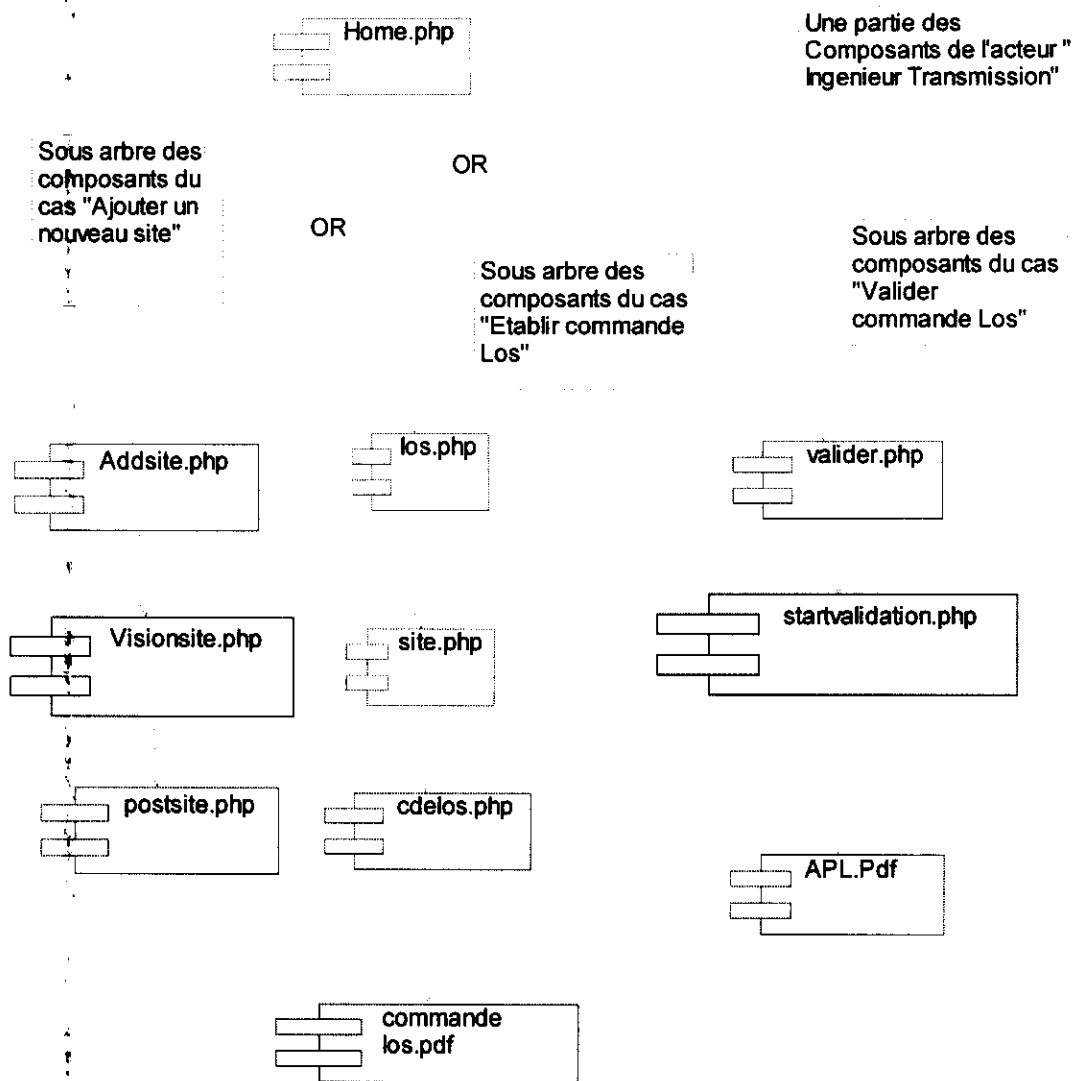 Home.php
Une partie des
Composants de l'acteur "
Ingenieur Transmission"
Sous arbre des
composants du
cas "Ajouter un
nouveau site"
OR
OR
Sous arbre des
composants du cas
"Etablir commande
Los"
Sous arbre des
composants du cas
"Valider
commande Los"
Addsite.php
los.php
valider.php
Visionsite.php
site.php
startvalidation.php
postsite.php
cdelos.php
APL.Pdf
commande
los.pdf